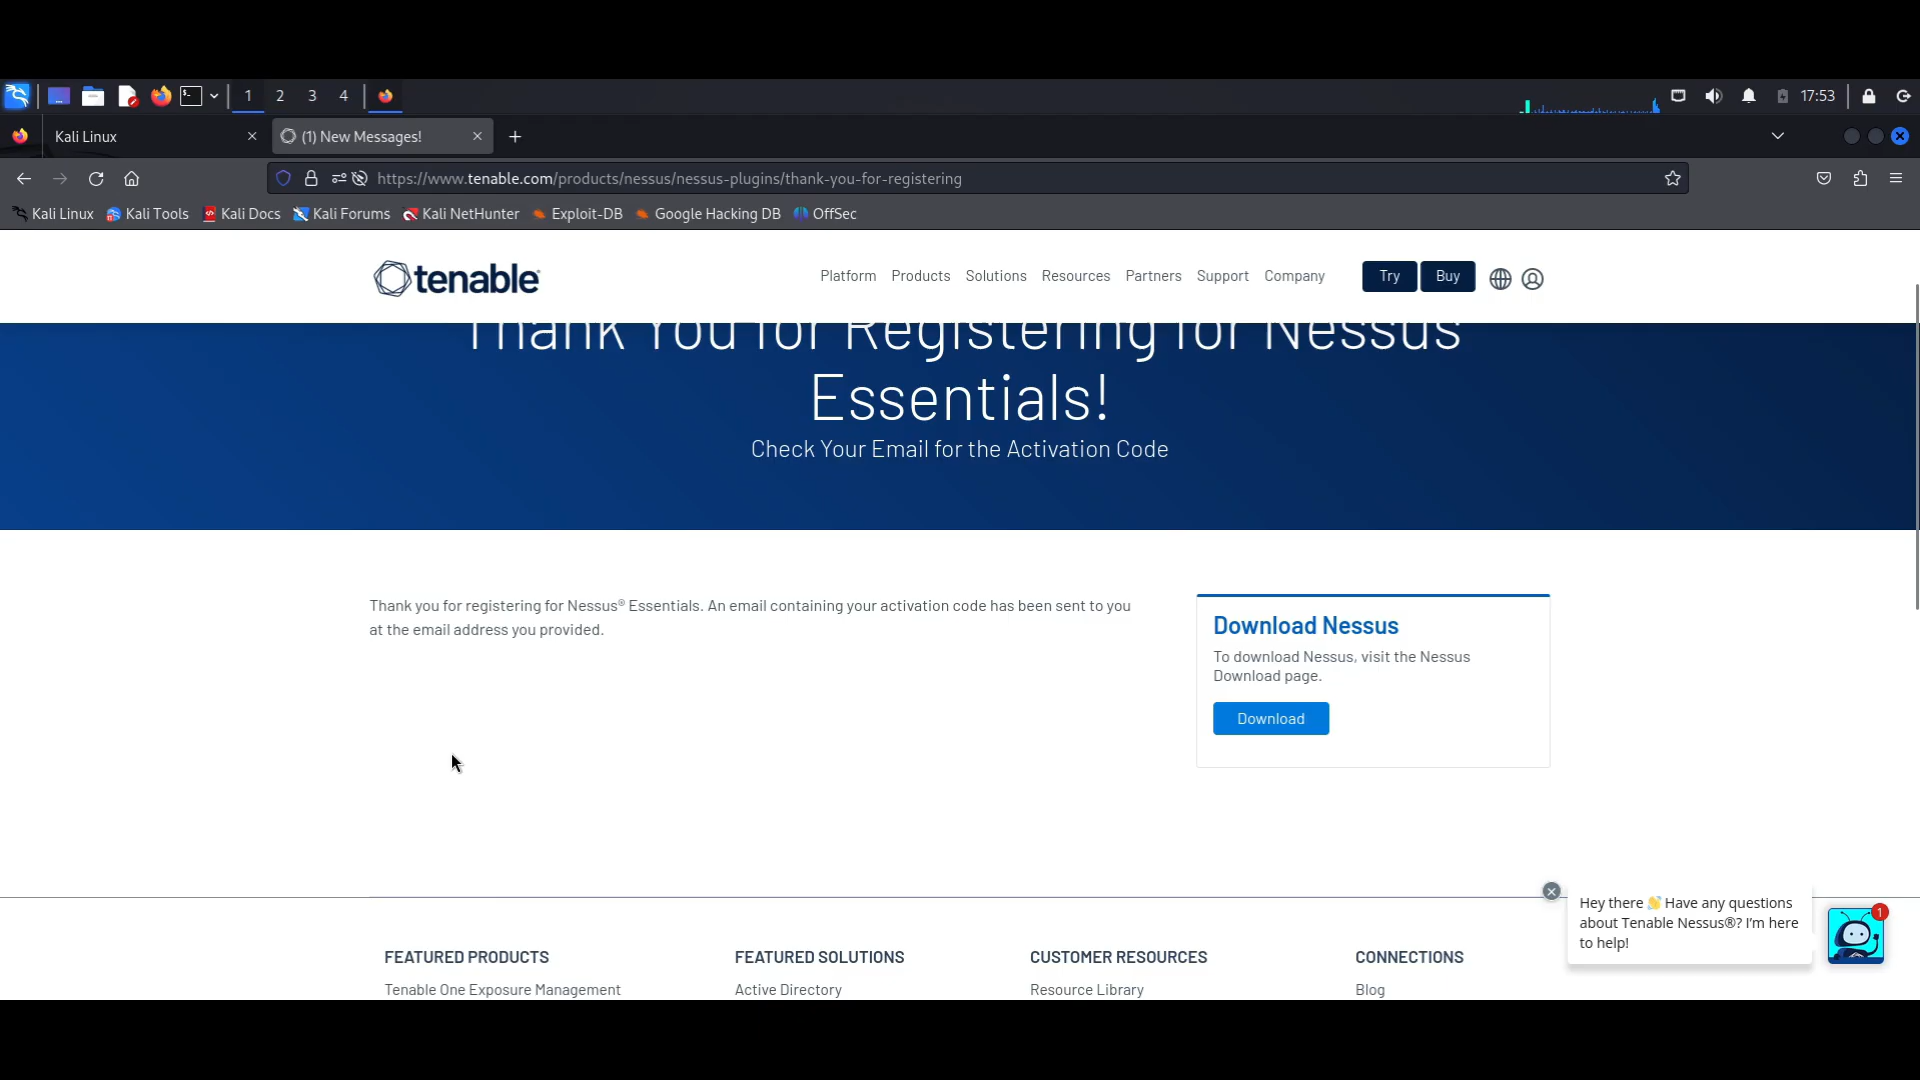 1 2 3 4 17:53
Kali Linux
(1) New Messages!
https://www.tenable.com/products/nessus/nessus-plugins/thank-you-for-registering
Kali Linux Kali Tools Kali Docs Kali Forums Kali NetHunter Exploit-DB Google Hacking DB OffSec
tenable
Platform Products Solutions Resources Partners Support Company Try Buy
Thank You for Registering for Nessus
Essentials!
Check Your Email for the Activation Code
Thank you for registering for Nessus® Essentials. An email containing your activation code has been sent to you
at the email address you provided.
Download Nessus
To download Nessus, visit the Nessus
Download page.
Download
Hey there 👋 Have any questions
about Tenable Nessus®? I'm here
to help!
1
FEATURED PRODUCTS FEATURED SOLUTIONS CUSTOMER RESOURCES CONNECTIONS
Tenable One Exposure Management Active Directory Resource Library Blog